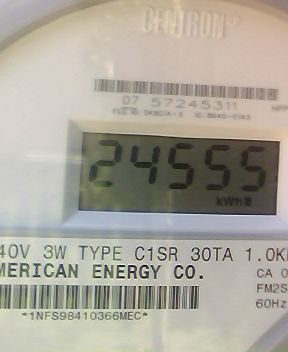 CENTRON®
07 57245311
24555
kWh
40V 3W TYPE C1SR 30TA 1.0K
MERICAN ENERGY CO.
CA 0
FM2S
60Hz
*1NFS98410366MEC*